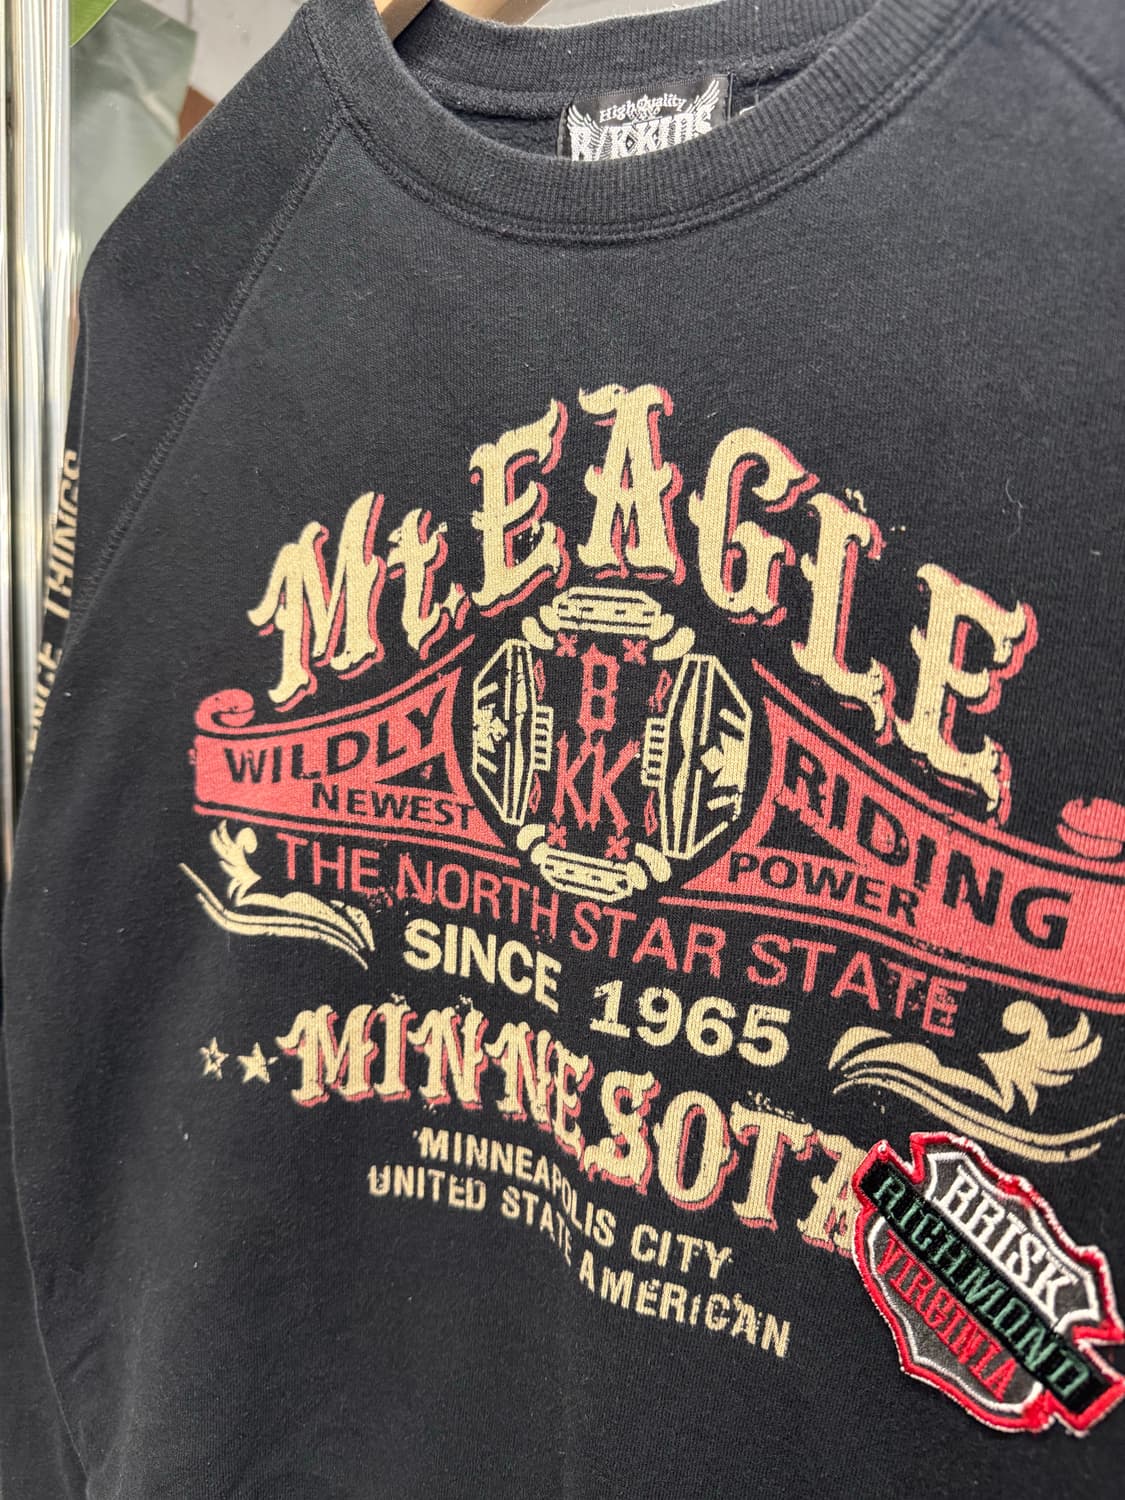 High Quality
THINGS
Mt. EAGLE
B
KK
WILDLY
NEWEST
RIDING
POWER
THE NORTH STAR STATE
SINCE 1965
MINNESOTA
MINNEAPOLIS CITY
UNITED STATE AMERICAN
BRISK
RICHMOND
VIRGINIA